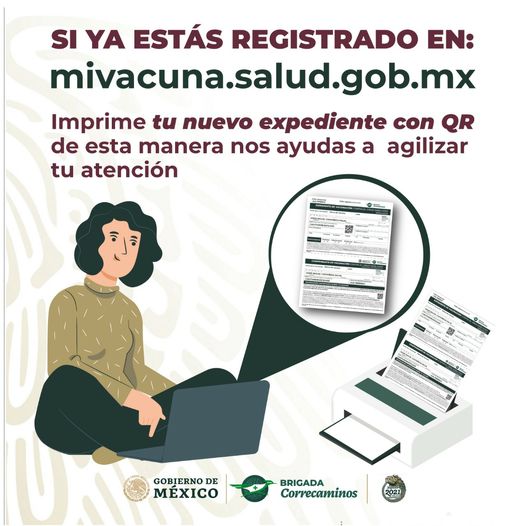 SI YA ESTÁS REGISTRADO EN:
mivacuna.salud.gob.mx
Imprime tu nuevo expediente con QR
de esta manera nos ayudas a agilizar
tu atención
GOBIERNO DE
MÉXICO
BRIGADA
Correcaminos
2021